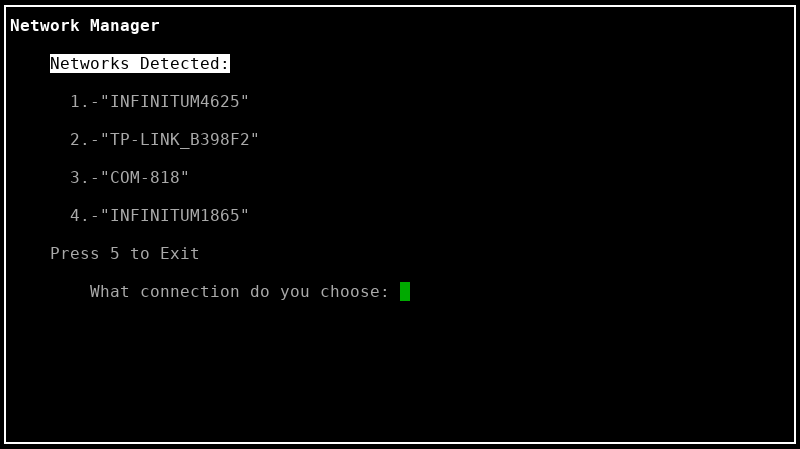 Network Manager
Networks Detected:
1.-"INFINITUM4625"
2.-"TP-LINK_B398F2"
3.-"COM-818"
4.-"INFINITUM1865"
Press 5 to Exit
What connection do you choose: